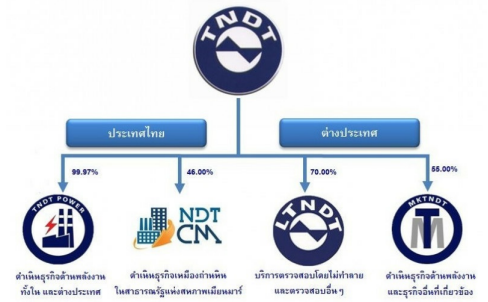 TNDT
ประเทศไทย
ต่างประเทศ
99.97%
46.00%
70.00%
55.00%
TNDT POWER
NDT
CM
LTNDT
MKTNDT
TM
ดำเนินธุรกิจด้านพลังงาน
ทั้งใน และต่างประเทศ
ดำเนินธุรกิจเหมืองถ่านหิน
ในสาธารณรัฐแห่งสหภาพเมียนมาร์
บริการตรวจสอบโดยไม่ทำลาย
และตรวจสอบอื่นๆ
ดำเนินธุรกิจด้านพลังงาน
และธุรกิจอื่นที่เกี่ยวข้อง